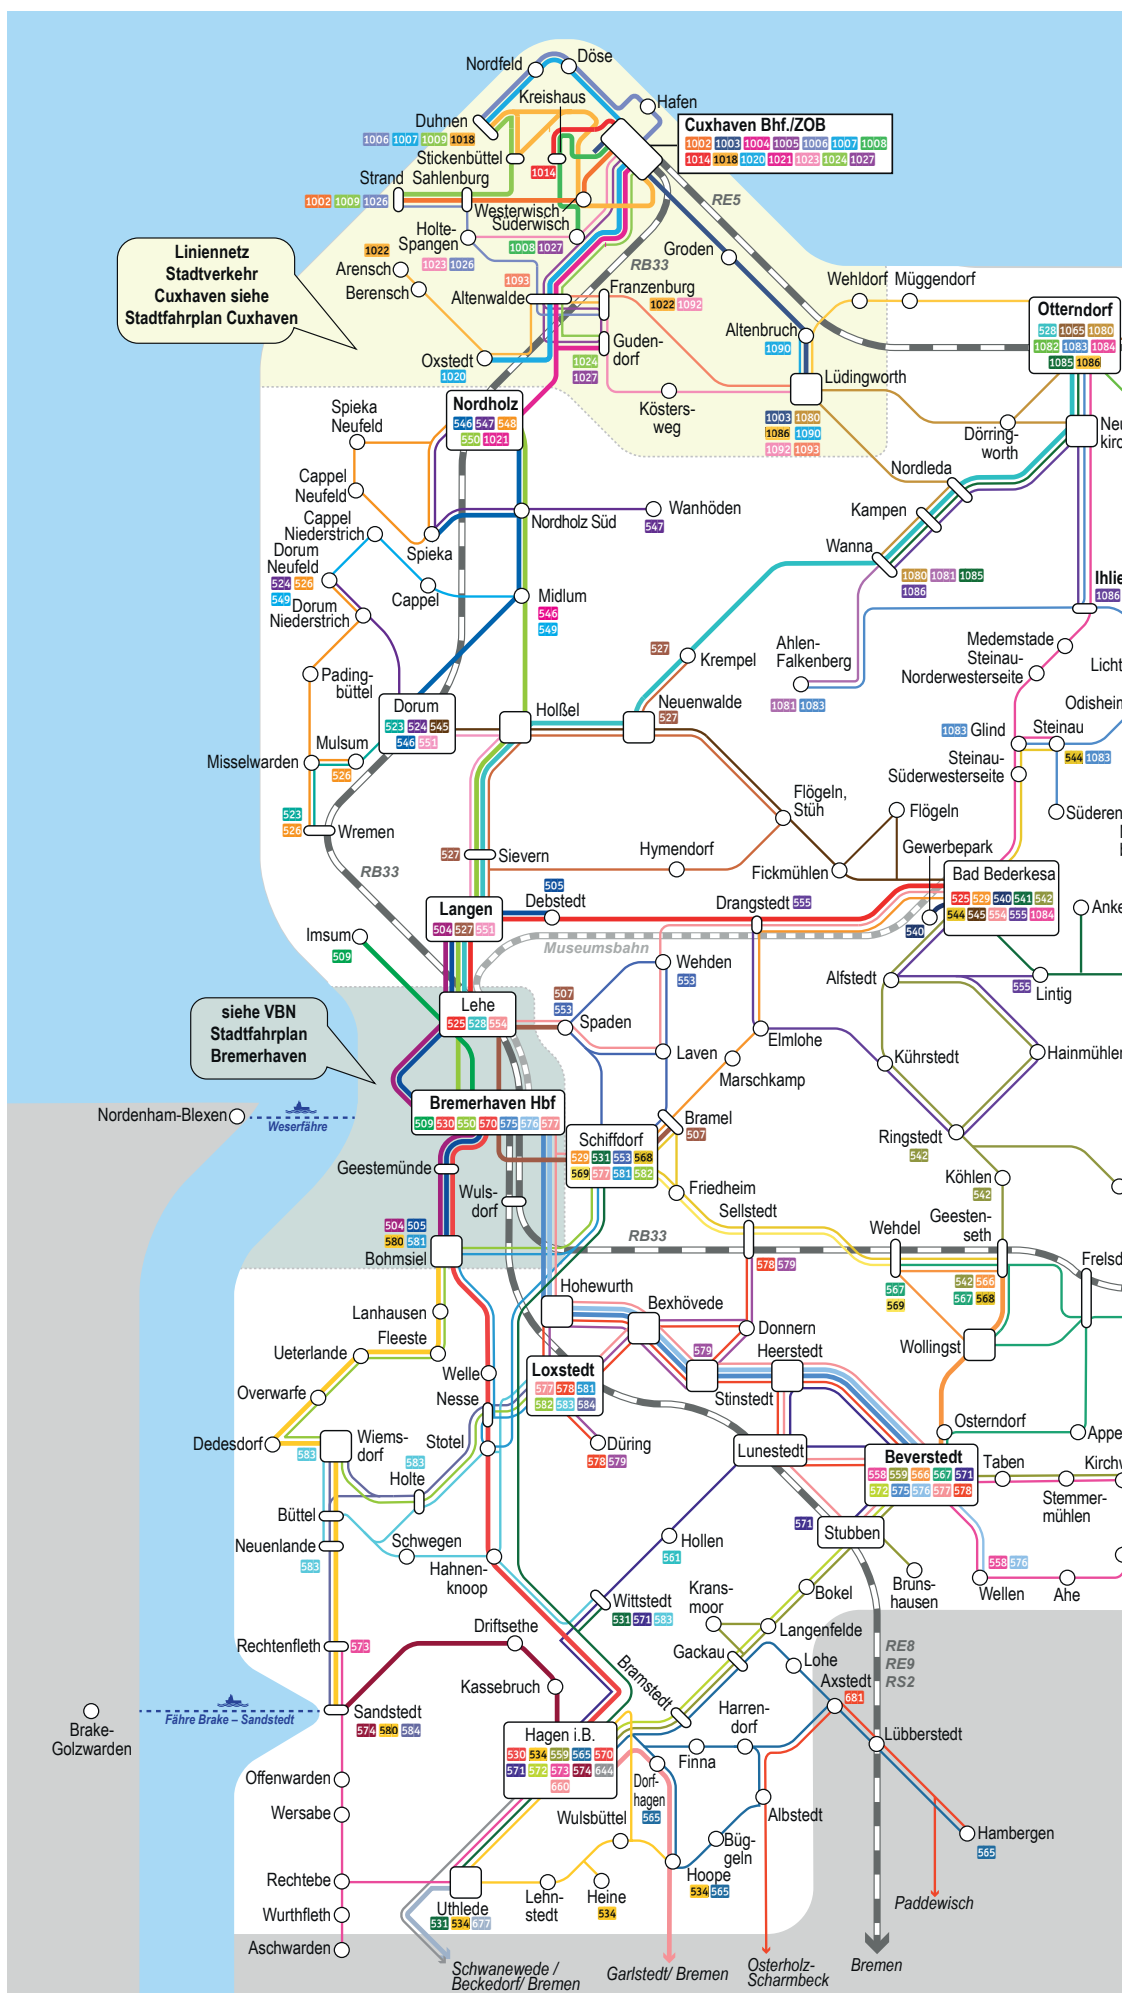 Nordfeld
Döse
Kreishaus
Hafen
Duhnen
1006 1007 1009 1018
Stickenbüttel
1014
Cuxhaven Bhf./ZOB
1002 1003 1004 1005 1006 1007 1008
1014 1018 1020 1021 1023 1024 1027
Strand
Sahlenburg
1002 1009 1026
Westerwisch
Süderwisch
1008 1027
RE5
Holte-
Spangen
1023 1026
Liniennetz
Stadtverkehr
Cuxhaven siehe
Stadtfahrplan Cuxhaven
1022
Arensch
Berensch
RB33
Groden
1093
Altenwalde
Franzenburg
1022 1092
Wehldorf
Müggendorf
Otterndorf
528 1065 1080
1082 1083 1084
1085 1086
Altenbruch
1090
Guden-
dorf
1024
1027
Oxstedt
1020
Lüdingworth
1003 1080
1086 1090
1092 1093
Kösters-
weg
Nordholz
546 547 548
550 1021
Spieka
Neufeld
Dörring-
worth
Neu
kirc
Cappel
Neufeld
Nordleda
Kampen
Nordholz Süd
Wanhöden
547
Cappel
Niederstrich
Spieka
Wanna
1080 1081 1085
1086
Dorum
Neufeld
524 526
549
Cappel
Midlum
546
549
Ihlie
1086
Dorum
Niederstrich
527
Krempel
Ahlen-
Falkenberg
1081 1083
Medemstade
Steinau-
Norderwesterseite
Licht
Pading-
büttel
Dorum
523 524 545
546 551
Holßel
Neuenwalde
527
Odisheim
1083 Glind
Steinau
544 1083
Mulsum
526
Misselwarden
Steinau-
Süderwesterseite
523
526
Wremen
Flögeln,
Stüh
Flögeln
Süderen
RB33
527
Sievern
Hymendorf
Gewerbepark
Fickmühlen
Bad Bederkesa
525 529 540 541 542
544 545 554 555 1084
540
505
Debstedt
Drangstedt 555
Langen
504 527 551
Anke
Imsum
509
Museumsbahn
Wehden
553
Alfstedt
555
Lintig
siehe VBN
Stadtfahrplan
Bremerhaven
Lehe
525 528 554
507
553
Spaden
Elmlohe
Laven
Marschkamp
Kührstedt
Hainmühlen
Bremerhaven Hbf
509 530 550 570 575 576 577
Nordenham-Blexen
Weserfähre
Bramel
507
Schiffdorf
529 531 553 568
569 577 581 582
Ringstedt
542
Geestemünde
Wuls-
dorf
Friedheim
Köhlen
542
Sellstedt
578 579
Wehdel
567
569
Geesten-
seth
542 566
567 568
504 505
580 581
Bohmsiel
RB33
Frelsd
Hohewurth
Bexhövede
Lanhausen
Fleeste
Donnern
Wollingst
Ueterlande
579
Heerstedt
Welle
Loxstedt
577 578 581
582 583 584
Stinstedt
Overwarfe
Nesse
Osterndorf
Appe
Dedesdorf
583
Wiems-
dorf
Stotel
583
Holte
Düring
578 579
Lunestedt
Beverstedt
558 559 566 567 571
572 575 576 577 578
Taben
Kirchw
Stemmer-
mühlen
Büttel
Neuenlande
583
Schwegen
Hahnen-
knoop
Hollen
561
571
Stubben
558 576
Wellen
Ahe
Bruns-
hausen
Wittstedt
531 571 583
Krans-
moor
Bokel
Langenfelde
Rechtenfleth
573
Driftsethe
Gackau
Lohe
RE8
RE9
RS2
Kassebruch
Bramstedt
Axstedt
681
Fähre Brake – Sandstedt
Brake-
Golzwarden
Sandstedt
574 580 584
Harren-
dorf
Finna
Lübberstedt
Hagen i.B.
530 534 559 565 570
571 572 573 574 644
660
Offenwarden
Dorf-
hagen
565
Albstedt
Wersabe
Wulsbüttel
Hambergen
565
Büg-
geln
Hoope
534 565
Rechtebe
Uthlede
531 534 677
Lehn-
stedt
Heine
534
Paddewisch
Wurthfleth
Aschwarden
Schwanewede /
Beckedorf/ Bremen
Garlstedt/ Bremen
Osterholz-
Scharmbeck
Bremen